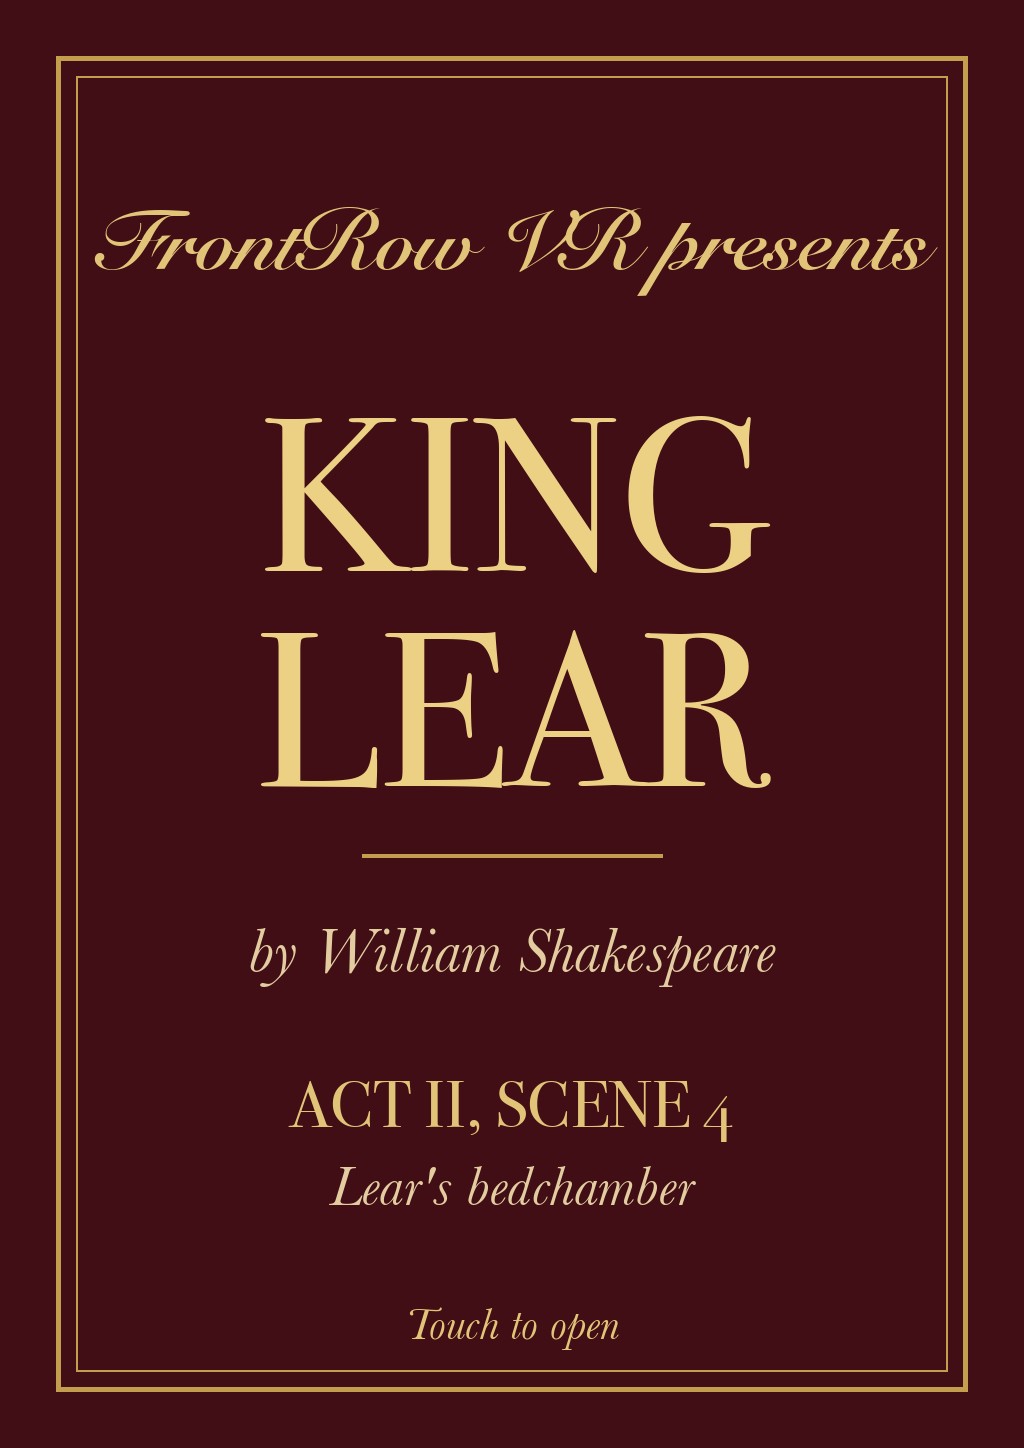 FrontRow VR presents
KING
LEAR
by William Shakespeare
ACT II, SCENE 4
Lear's bedchamber
Touch to open